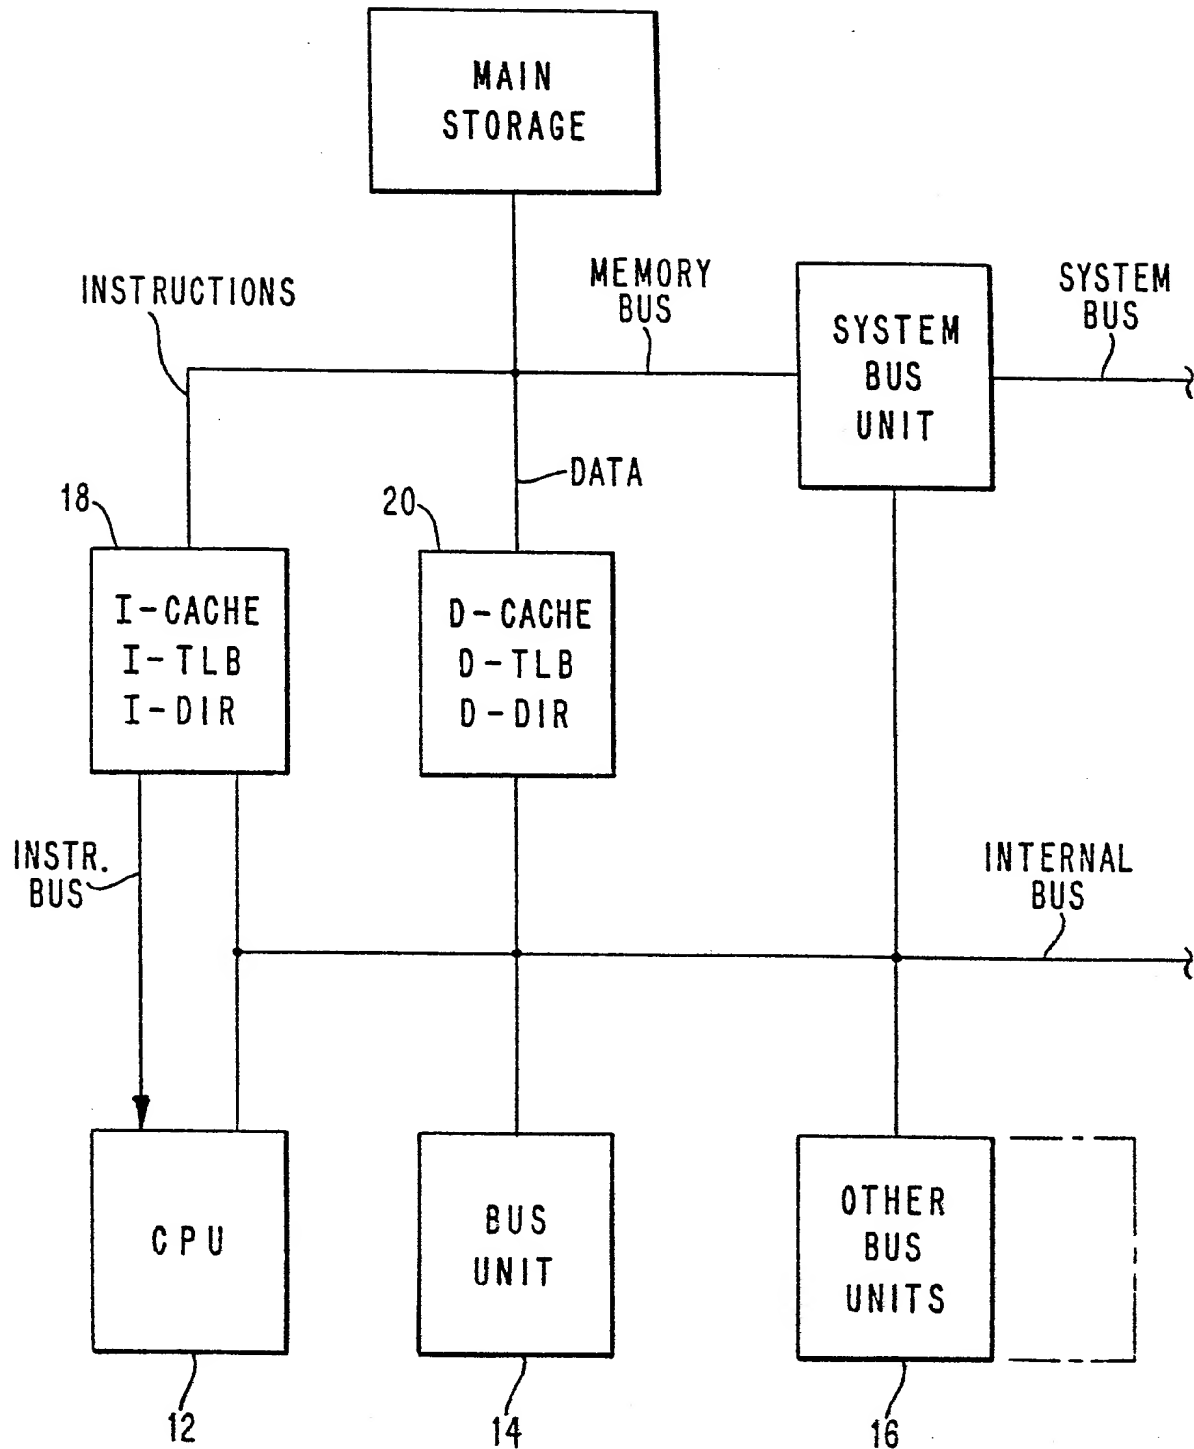 MAIN
STORAGE
INSTRUCTIONS
MEMORY
BUS
SYSTEM
BUS
UNIT
SYSTEM
BUS
DATA
18
I-CACHE
I-TLB
I-DIR
20
D-CACHE
D-TLB
D-DIR
INSTR.
BUS
INTERNAL
BUS
CPU
BUS
UNIT
OTHER
BUS
UNITS
12
14
16